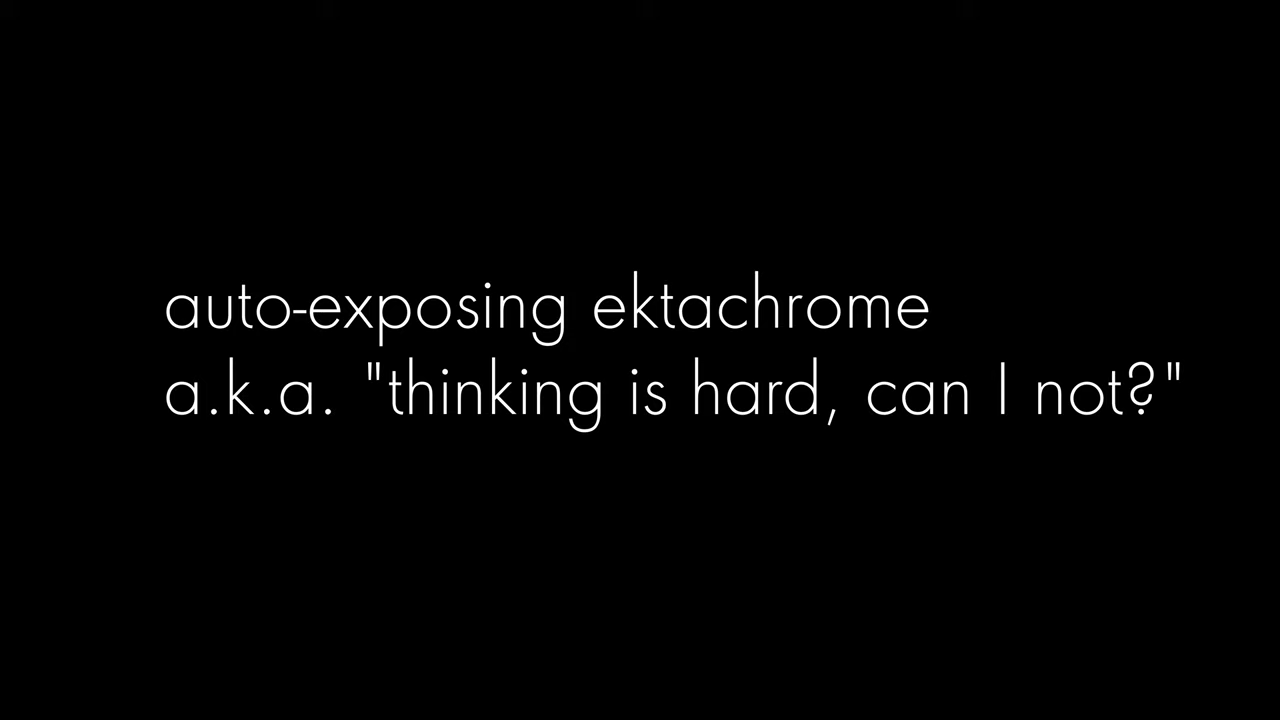 auto-exposing ektachrome
a.k.a. "thinking is hard, can I not?"